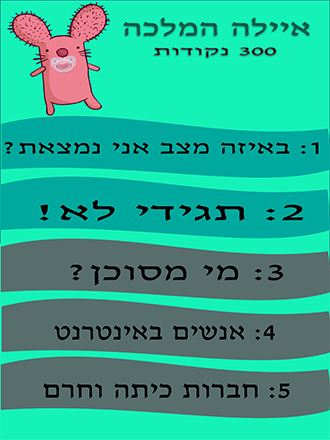 איילה המלכה
300 נקודות
1: באיזה מצב אני נמצאת?
2: תגידי לא!
3: מי מסוכן?
4: אנשים באינטרנט
5: חברות כיתה וחרם